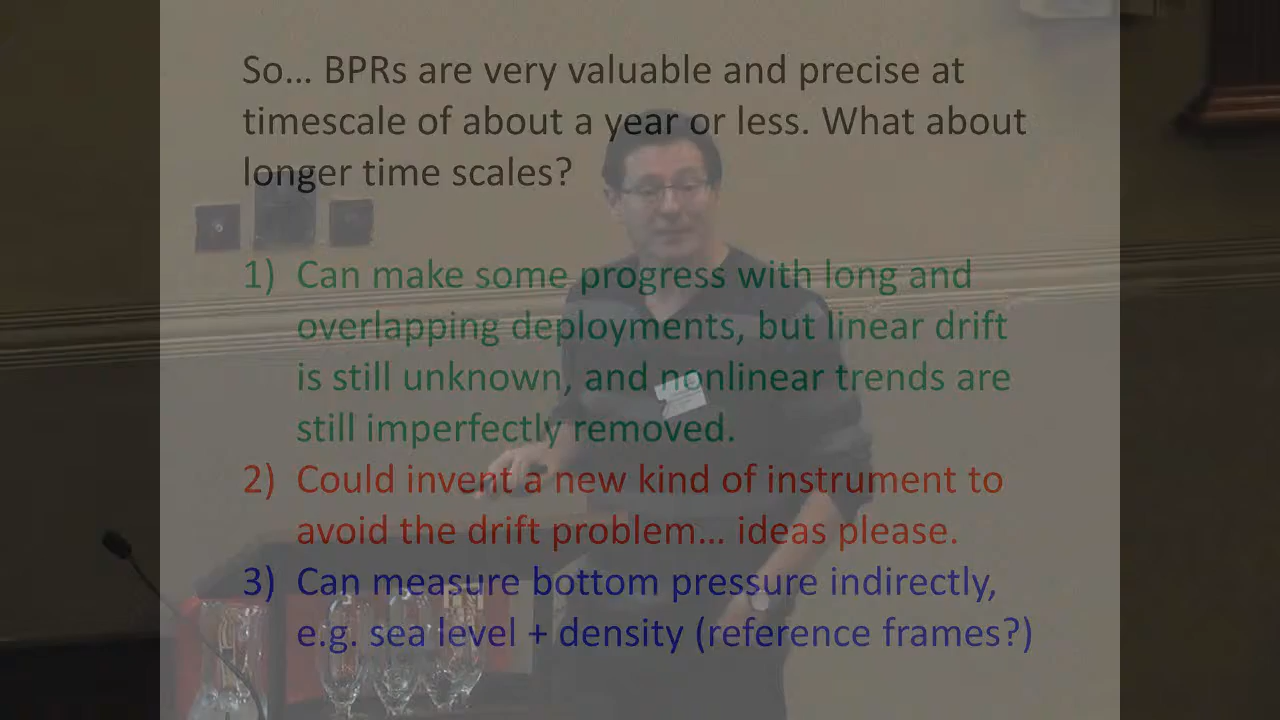 So… BPRs are very valuable and precise at
timescale of about a year or less. What about
longer time scales?
1) Can make some progress with long and
overlapping deployments, but linear drift
is still unknown, and nonlinear trends are
still imperfectly removed.
2) Could invent a new kind of instrument to
avoid the drift problem… ideas please.
3) Can measure bottom pressure indirectly,
e.g. sea level + density (reference frames?)